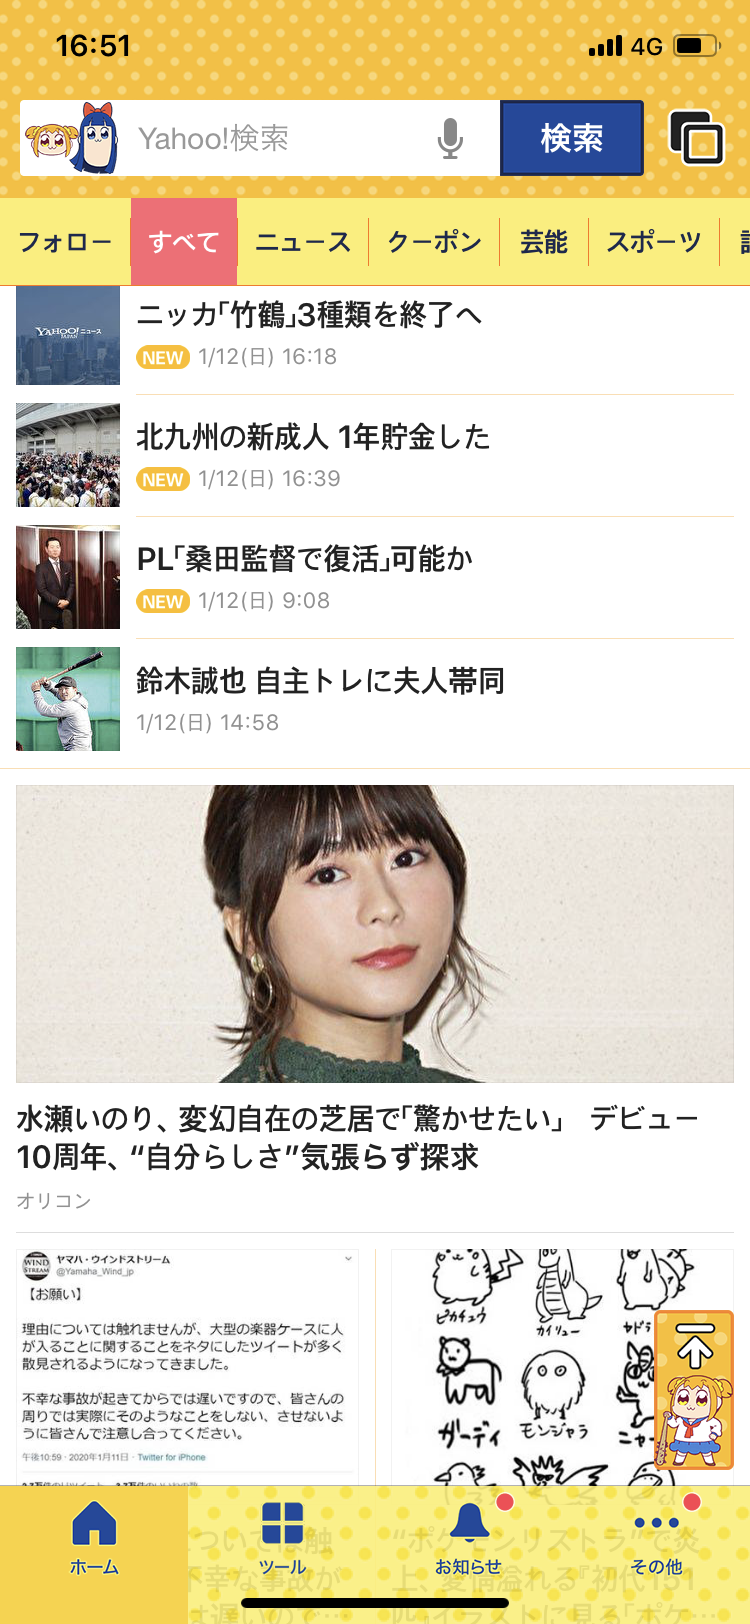 16:51 4G
Yahoo!検索 検索
フォロー すべて ニュース クーポン 芸能 スポーツ
YAHOO! ニュース
JAPAN
ニッカ「竹鶴」3種類を終了へ
NEW 1/12(日) 16:18
北九州の新成人 1年貯金した
NEW 1/12(日) 16:39
PL「桑田監督で復活」可能か
NEW 1/12(日) 9:08
鈴木誠也 自主トレに夫人帯同
1/12(日) 14:58
水瀬いのり、変幻自在の芝居で「驚かせたい」 デビュー
10周年、“自分らしさ”気張らず探求
オリコン
WIND
STREAM
ヤマハ・ウインドストリーム
@Yamaha_Wind_jp
【お願い】
理由については触れませんが、大型の楽器ケースに人
が入ることに関することをネタにしたツイートが多く
散見されるようになってきました。
不幸な事故が起きてからでは遅いですので、皆さんの
周りでは実際にそのようなことをしない、させないよ
うに皆さんで注意し合ってください。
午後10:59 · 2020年1月11日 · Twitter for iPhone
ピカチュウ
カイリュー
ヤドラ
ガーディ
モンジャラ
ニャー
ついては触
不幸な事故が
は遅いので…
“ポケモンリストラ”で炎
上、愛情溢れる『初代151
匹』イラストに見る「ポケ
ホーム ツール お知らせ その他